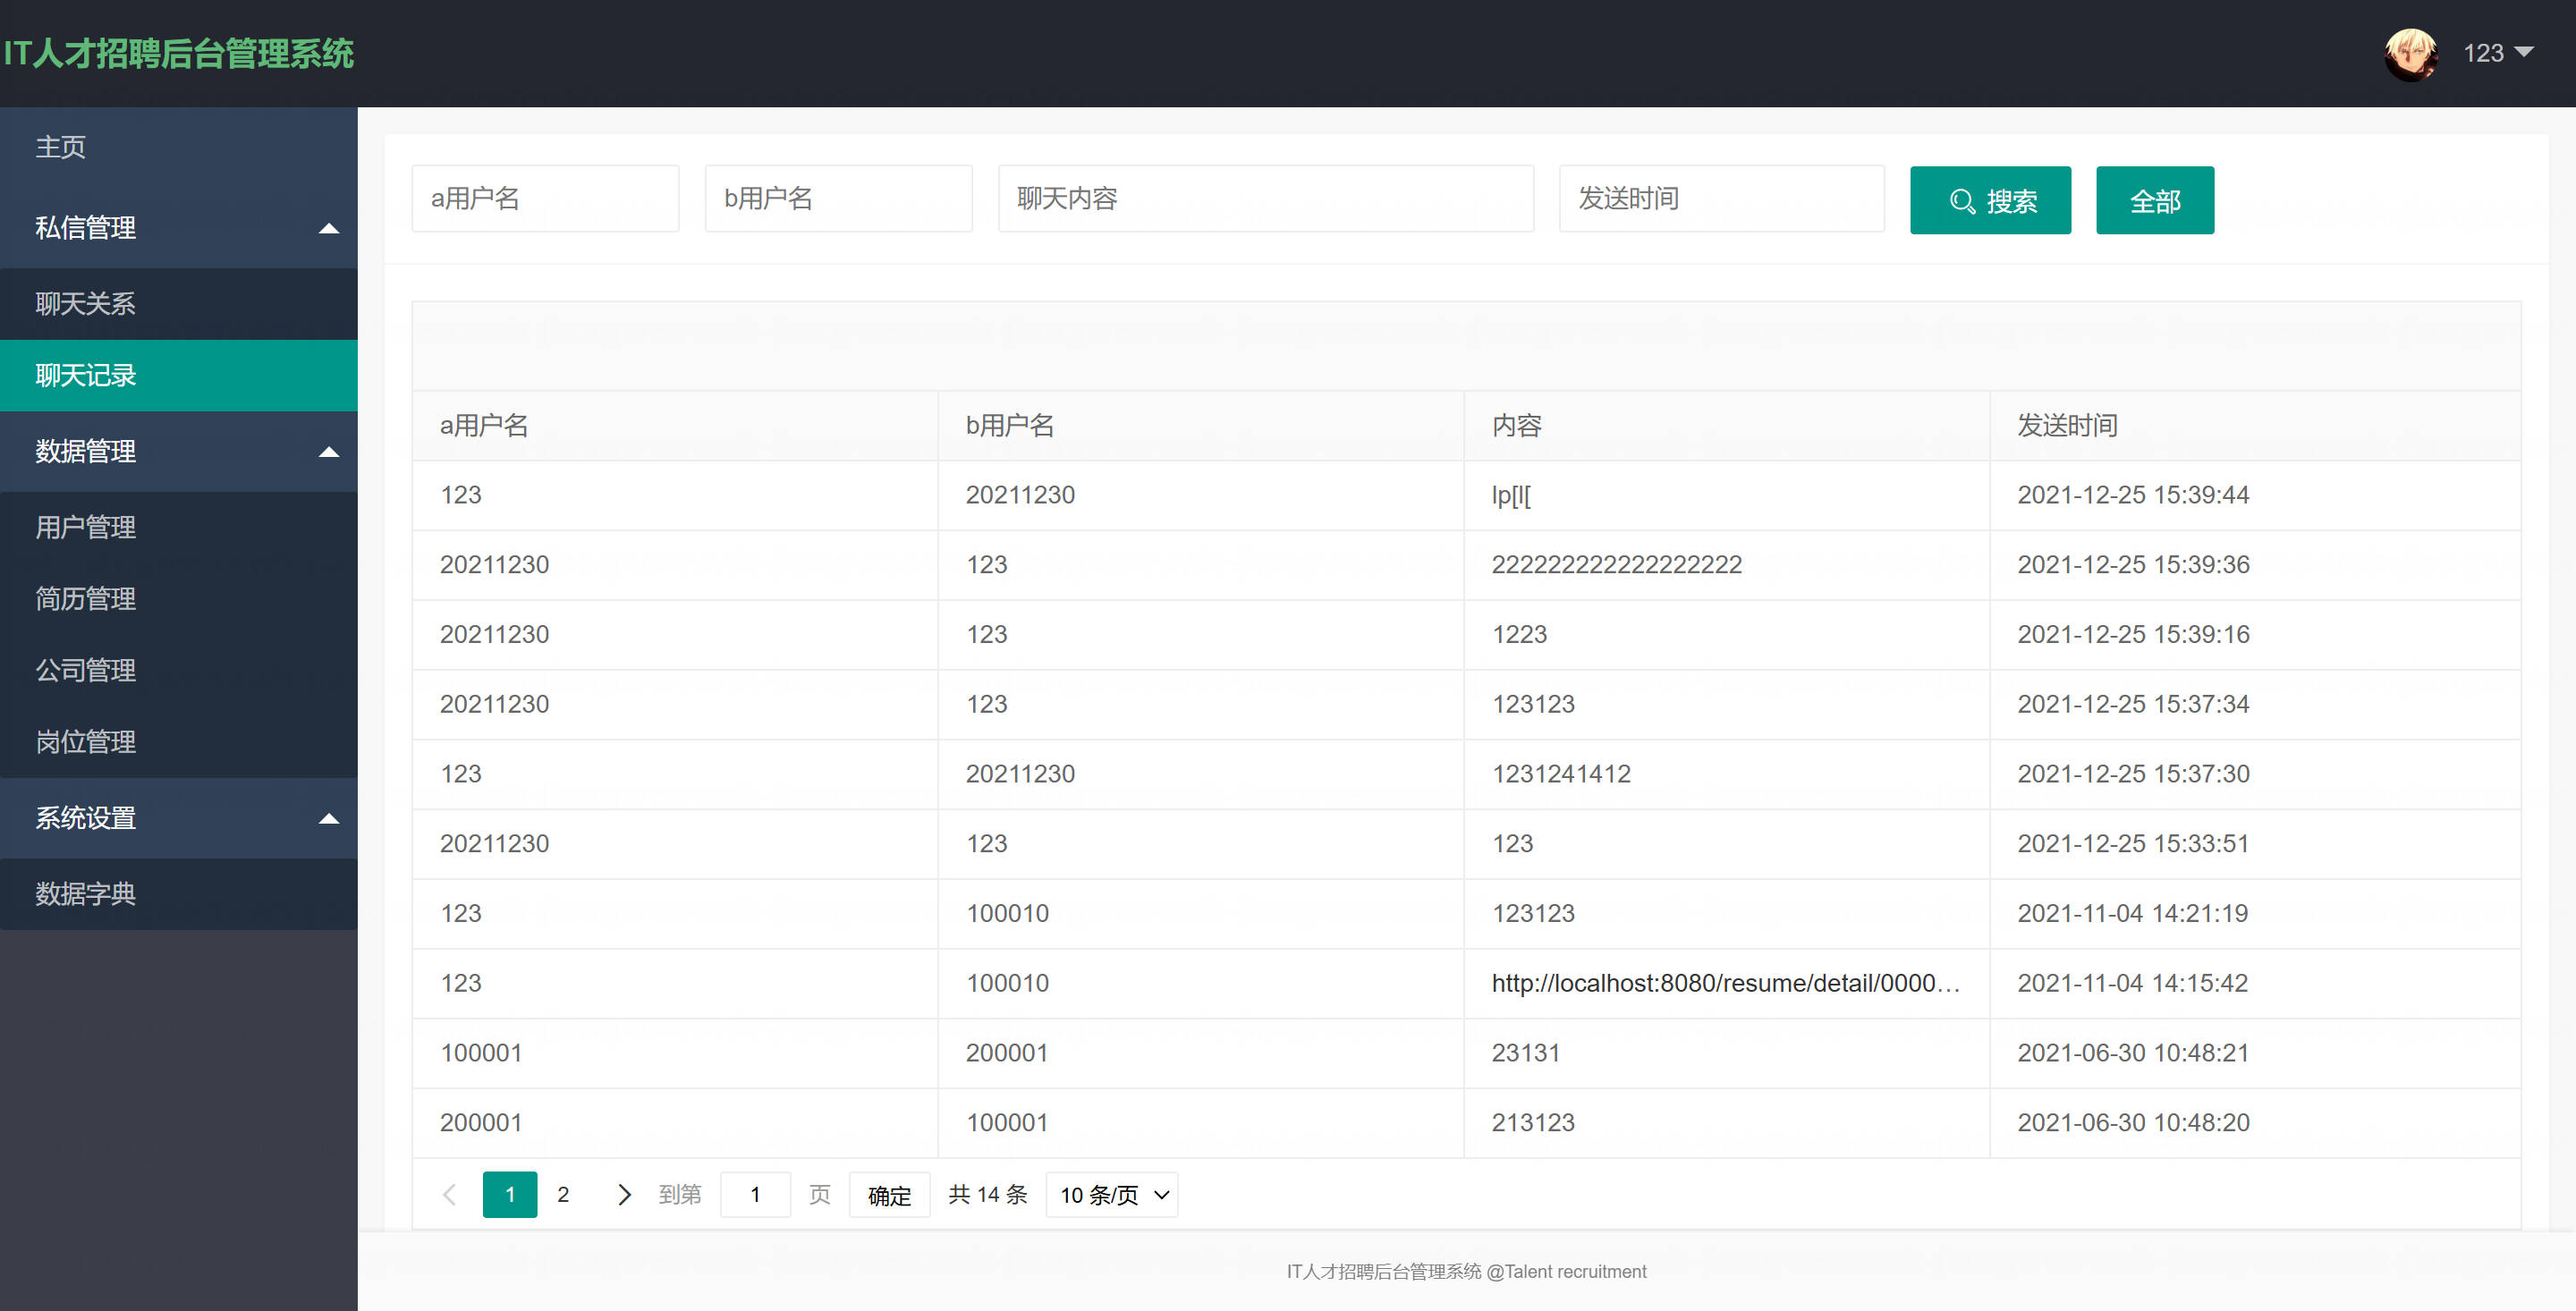 IT人才招聘后台管理系统
123
主页
私信管理
聊天关系
聊天记录
数据管理
用户管理
简历管理
公司管理
岗位管理
系统设置
数据字典
a用户名 b用户名 聊天内容 发送时间 搜索 全部
a用户名 b用户名 内容 发送时间
123 20211230 lp[l[ 2021-12-25 15:39:44
20211230 123 222222222222222222 2021-12-25 15:39:36
20211230 123 1223 2021-12-25 15:39:16
20211230 123 123123 2021-12-25 15:37:34
123 20211230 1231241412 2021-12-25 15:37:30
20211230 123 123 2021-12-25 15:33:51
123 100010 123123 2021-11-04 14:21:19
123 100010 http://localhost:8080/resume/detail/0000… 2021-11-04 14:15:42
100001 200001 23131 2021-06-30 10:48:21
200001 100001 213123 2021-06-30 10:48:20
1 2 到第 1 页 确定 共 14 条 10 条/页
IT人才招聘后台管理系统 @Talent recruitment